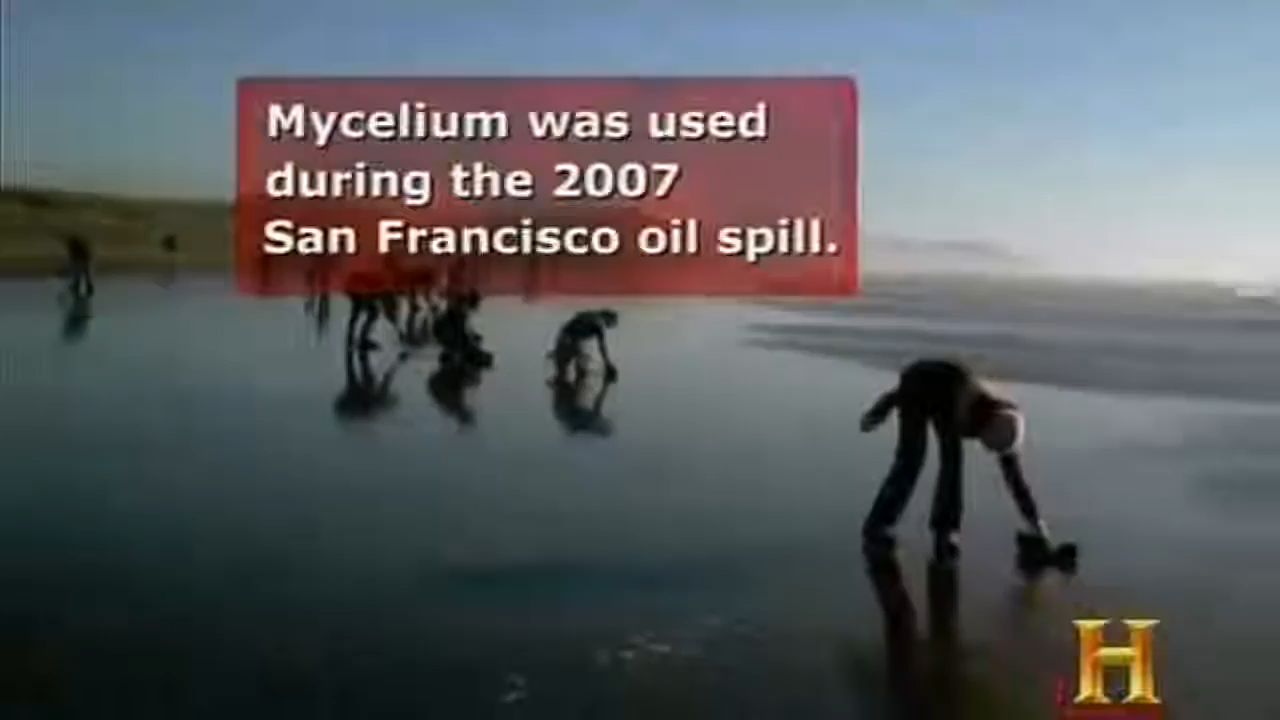 Mycelium was used
during the 2007
San Francisco oil spill.
H